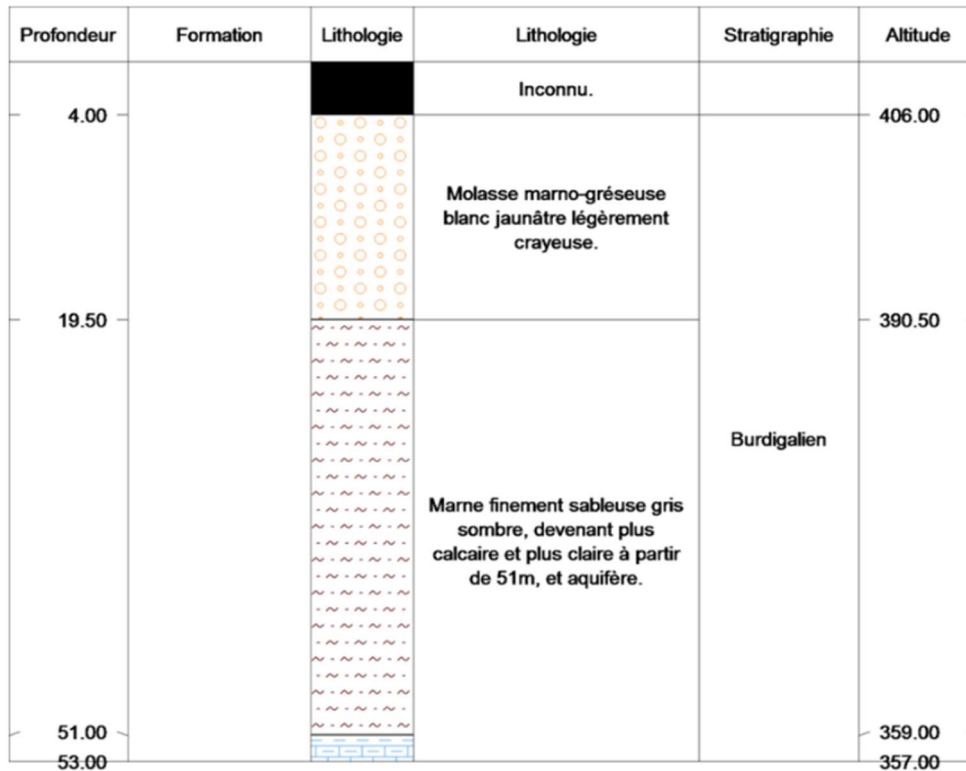 Profondeur Formation Lithologie Lithologie Stratigraphie Altitude
Inconnu.
4.00 406.00
Molasse marno-gréseuse
blanc jaunâtre légèrement
crayeuse.
19.50 390.50
Burdigalien
Marne finement sableuse gris
sombre, devenant plus
calcaire et plus claire à partir
de 51m, et aquifère.
51.00 359.00
53.00 357.00